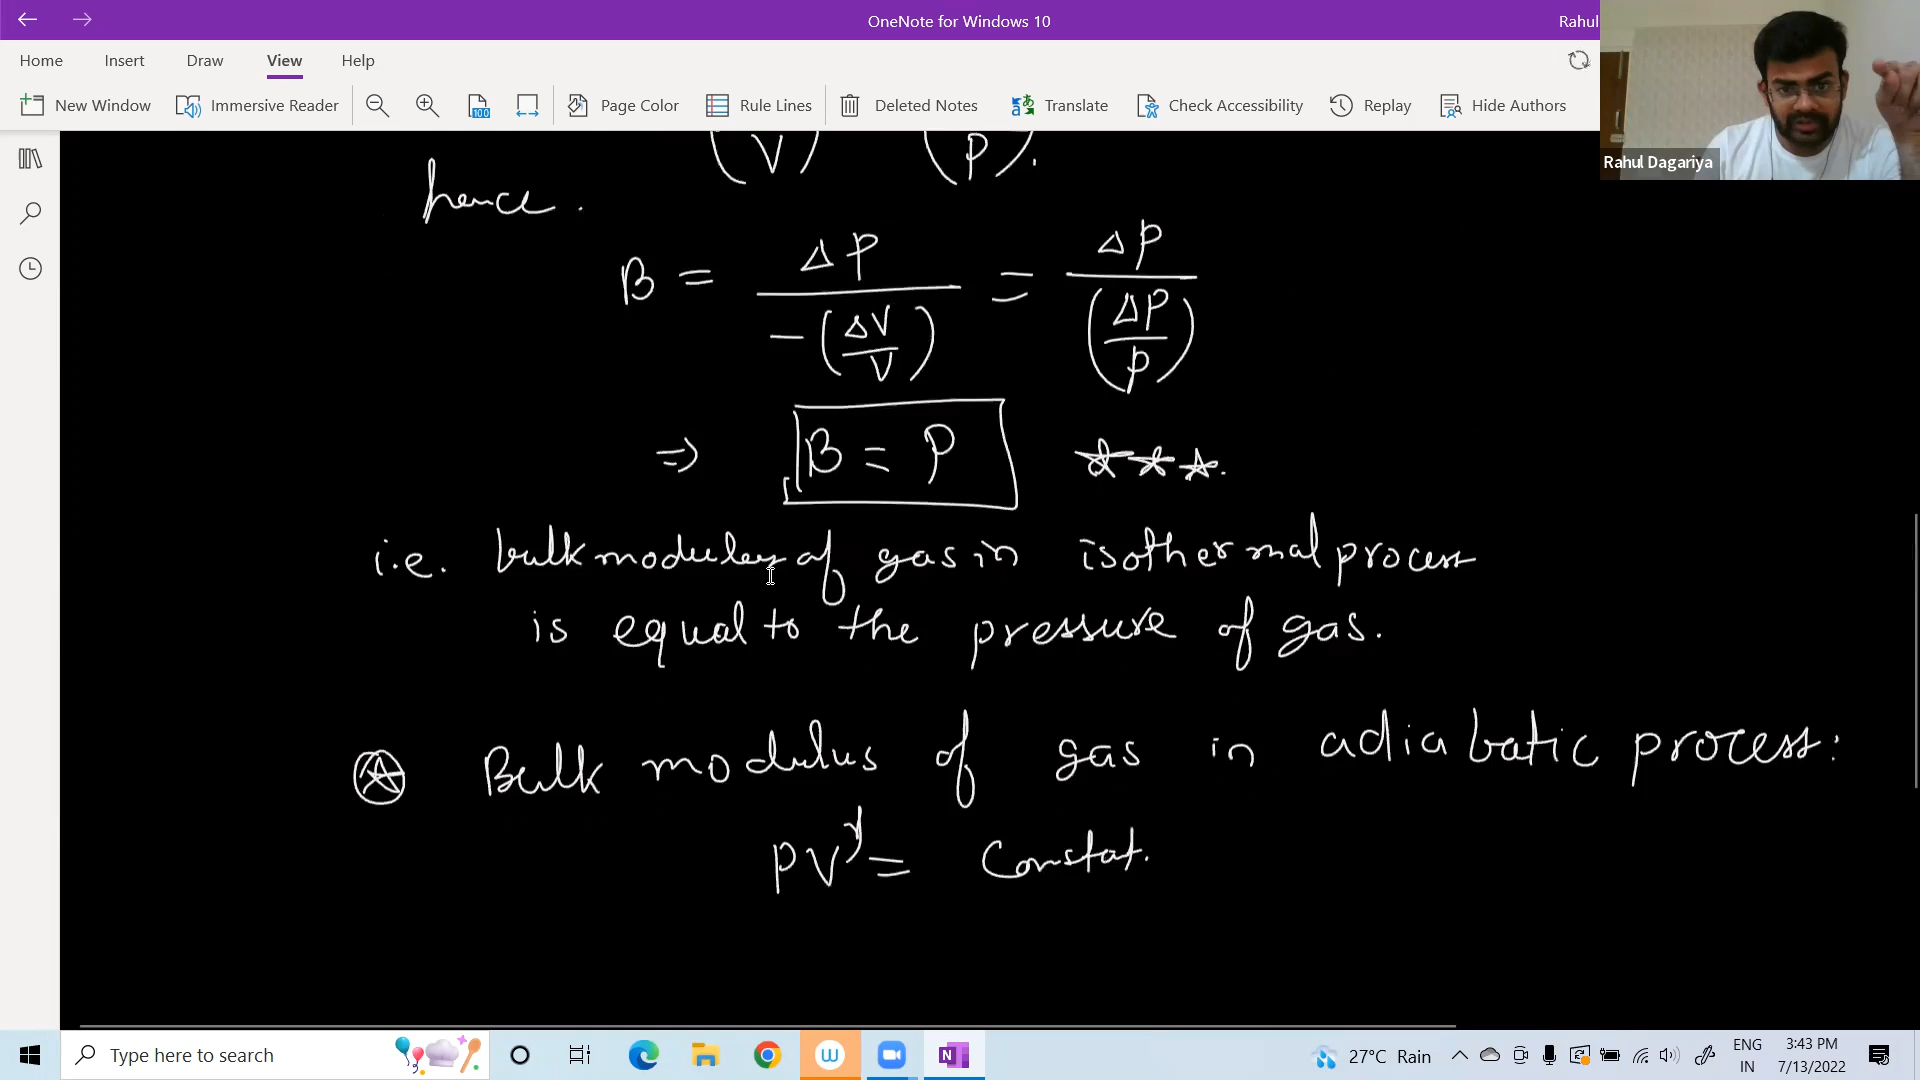 OneNote for Windows 10
Rahul
Home Insert Draw View Help
New Window Immersive Reader 100 Page Color Rule Lines Deleted Notes Translate Check Accessibility Replay Hide Authors
Rahul Dagariya
(V) (P).
hence.
B = ΔP / -(ΔV/V) = ΔP / (ΔP/P)
⇒ B = P ☆☆☆.
i.e. bulk modules of gas in isothermal process
is equal to the pressure of gas.
Bulk modulus of gas in adiabatic process:
PV^γ = Constat.
Type here to search
27°C Rain
ENG
IN
3:43 PM
7/13/2022